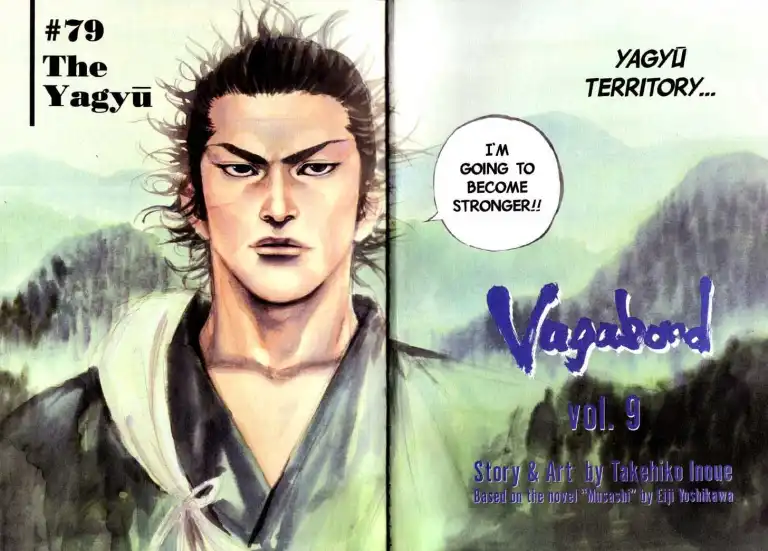 #79
The
Yagyū
YAGYŪ
TERRITORY...
I'M
GOING TO
BECOME
STRONGER!!
Vagabond
vol. 9
Story & Art by Takehiko Inoue
Based on the novel "Musashi" by Eiji Yoshikawa